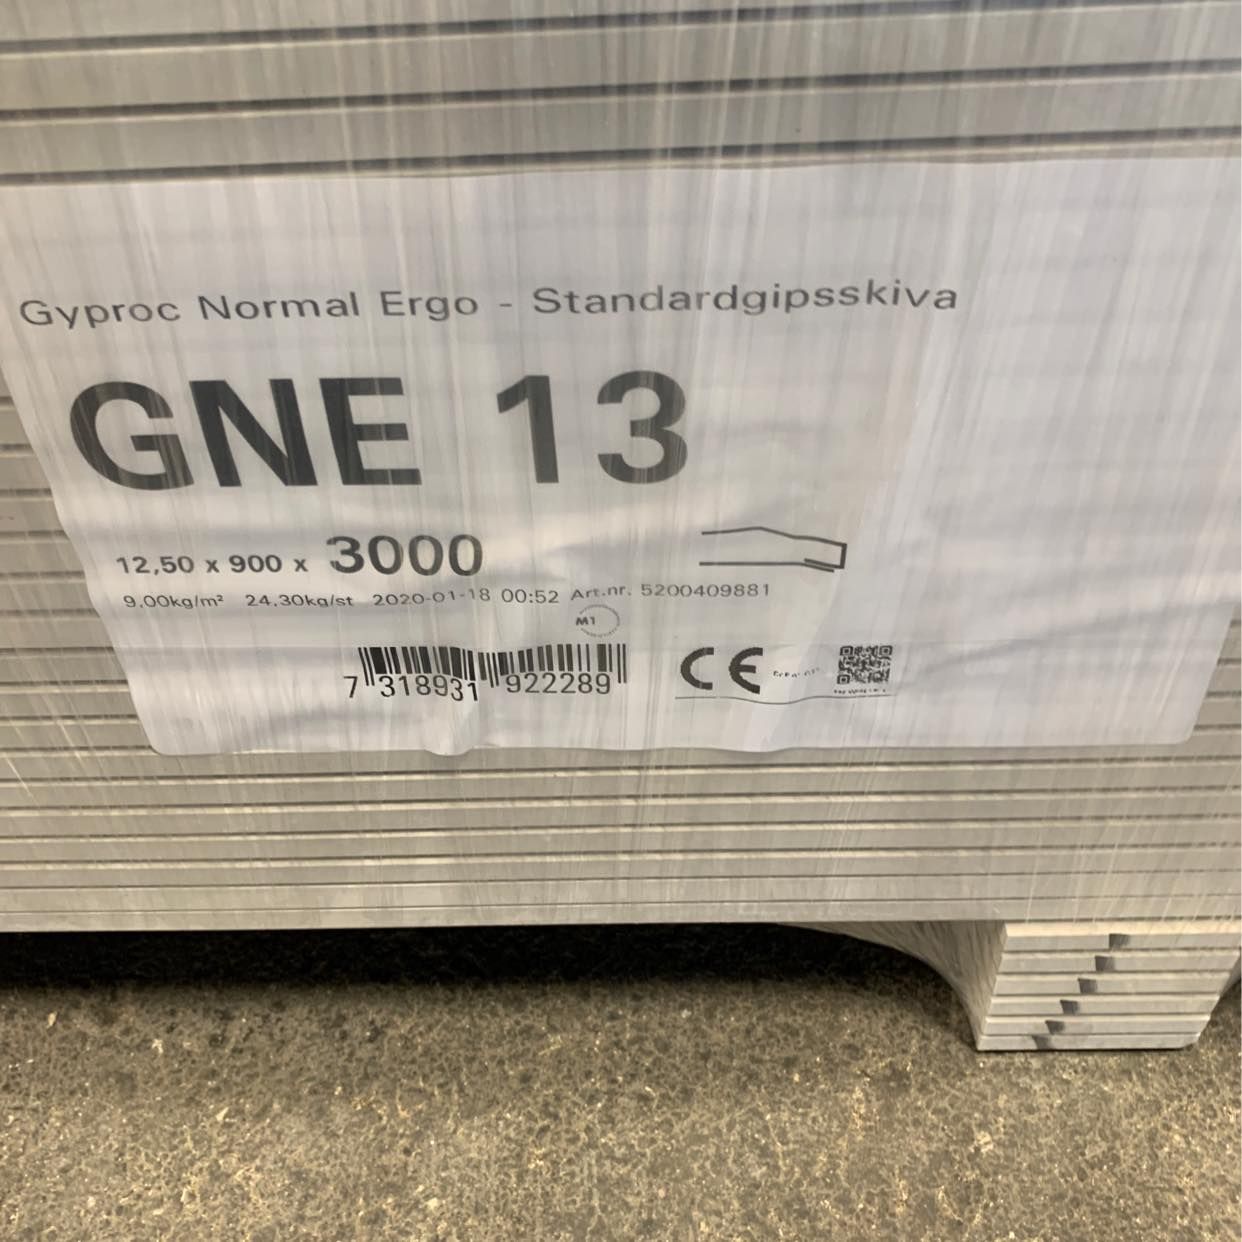 Gyproc Normal Ergo - Standardgipsskiva
GNE 13
12,50 x 900 x 3000
9.00kg/m² 24.30kg/st 2020-01-18 00:52 Art.nr. 5200409881
M1
7 318931 922289
CE